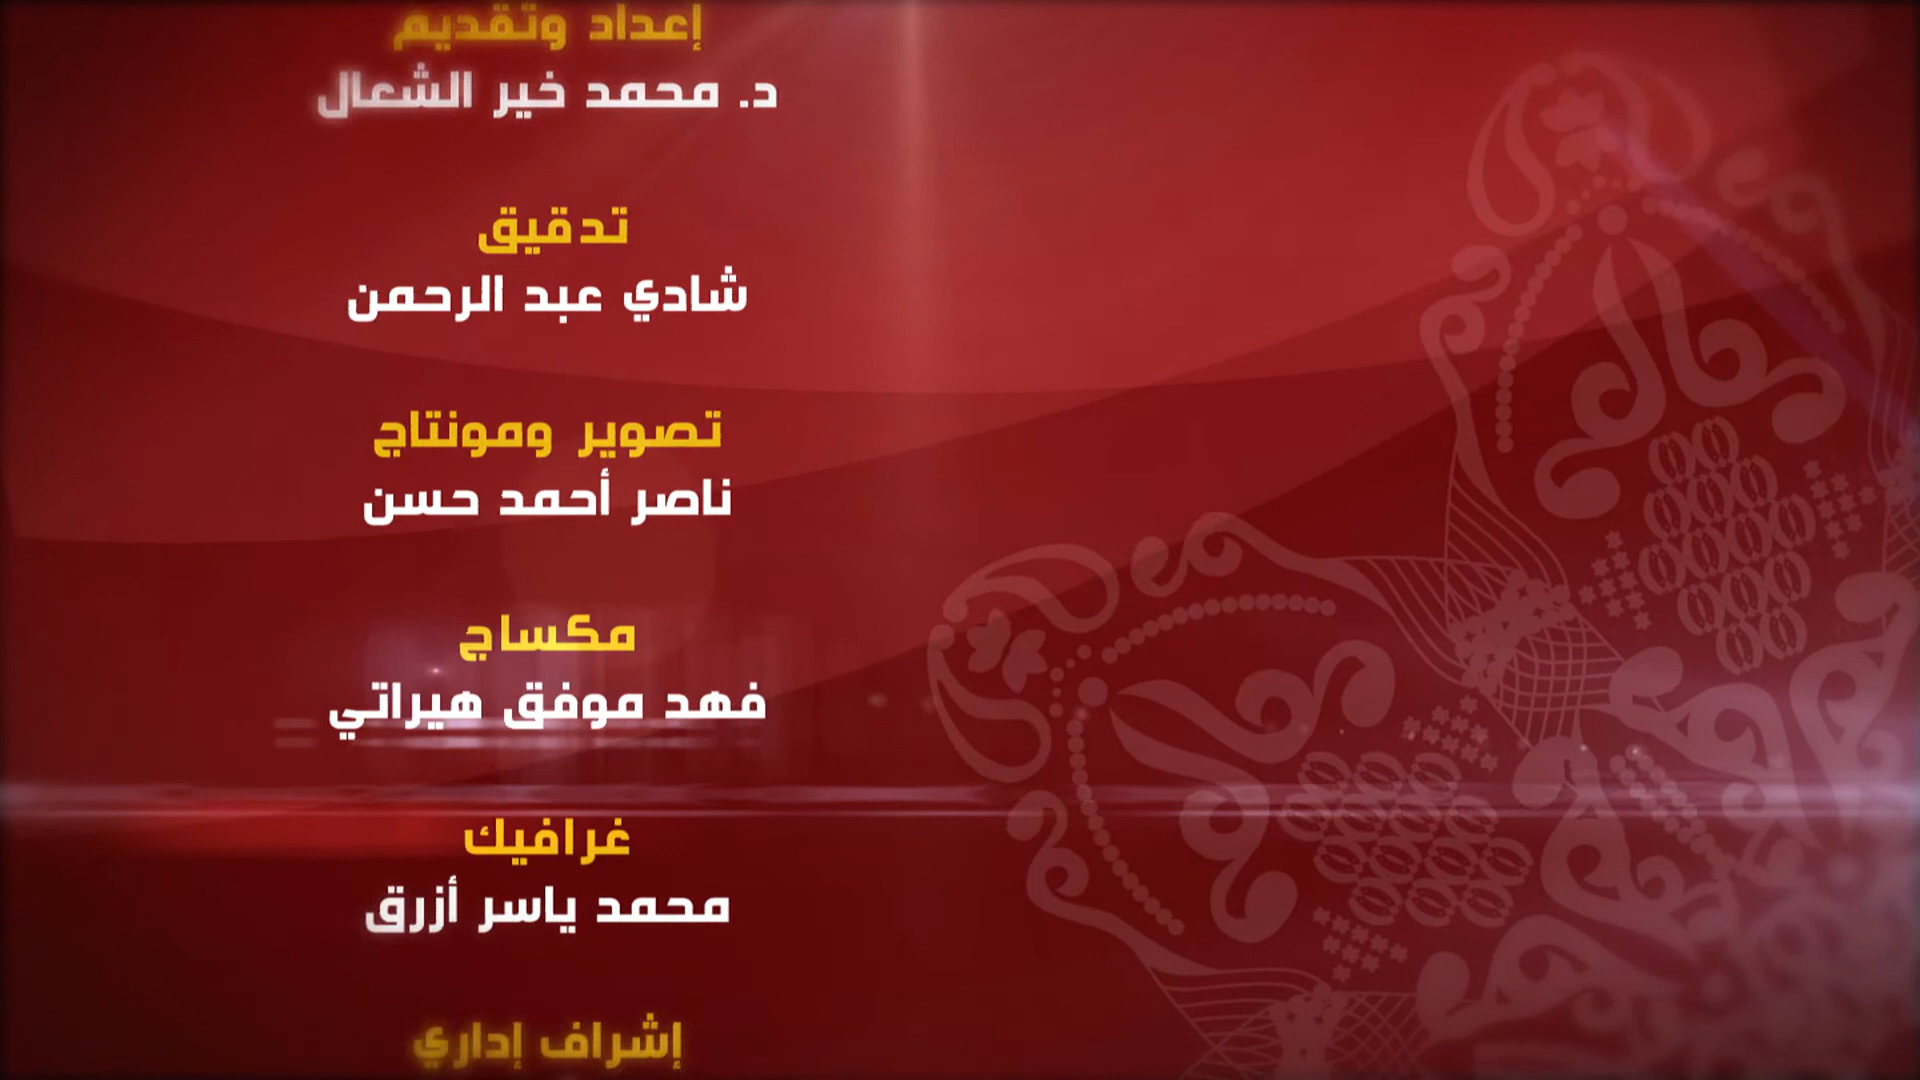 إعداد وتقديم
د. محمد خير الشعال
تدقيق
شادي عبد الرحمن
تصوير ومونتاج
ناصر أحمد حسن
مكساج
فهد موفق هيراتي
غرافيك
محمد ياسر أزرق
إشراف إداري